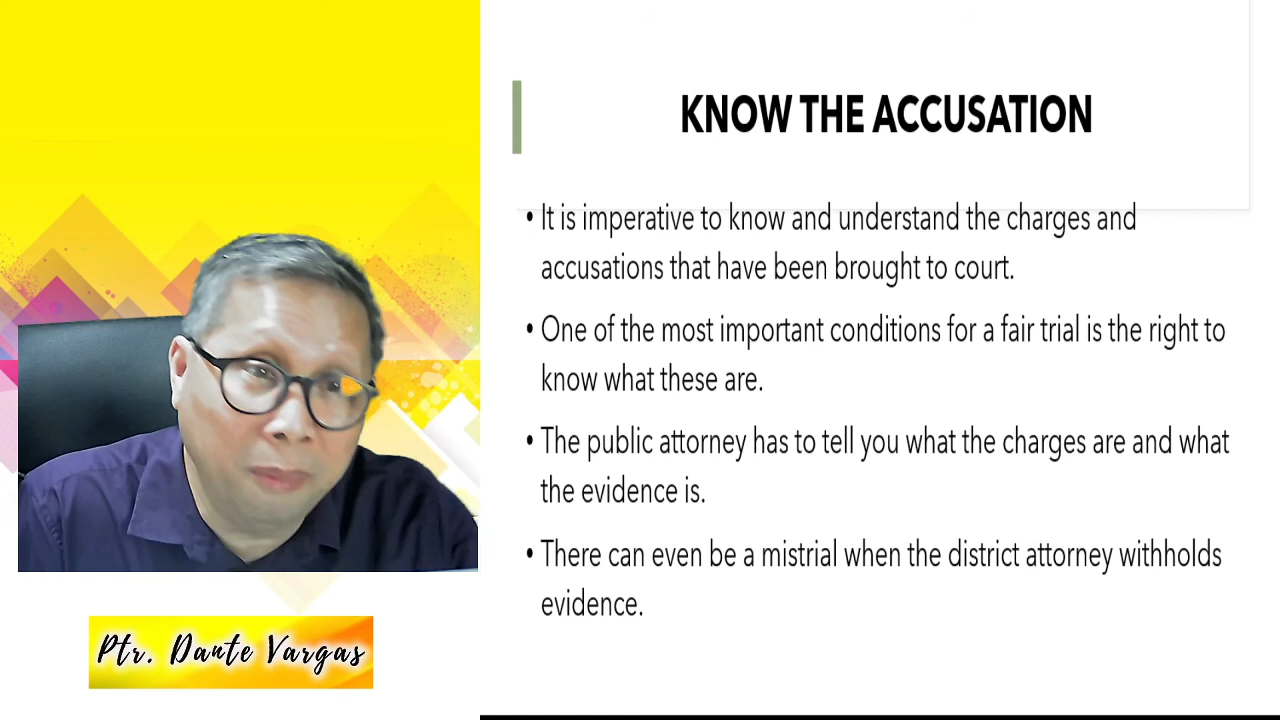 KNOW THE ACCUSATION
• It is imperative to know and understand the charges and
accusations that have been brought to court.
• One of the most important conditions for a fair trial is the right to
know what these are.
• The public attorney has to tell you what the charges are and what
the evidence is.
• There can even be a mistrial when the district attorney withholds
evidence.
Ptr. Dante Vargas